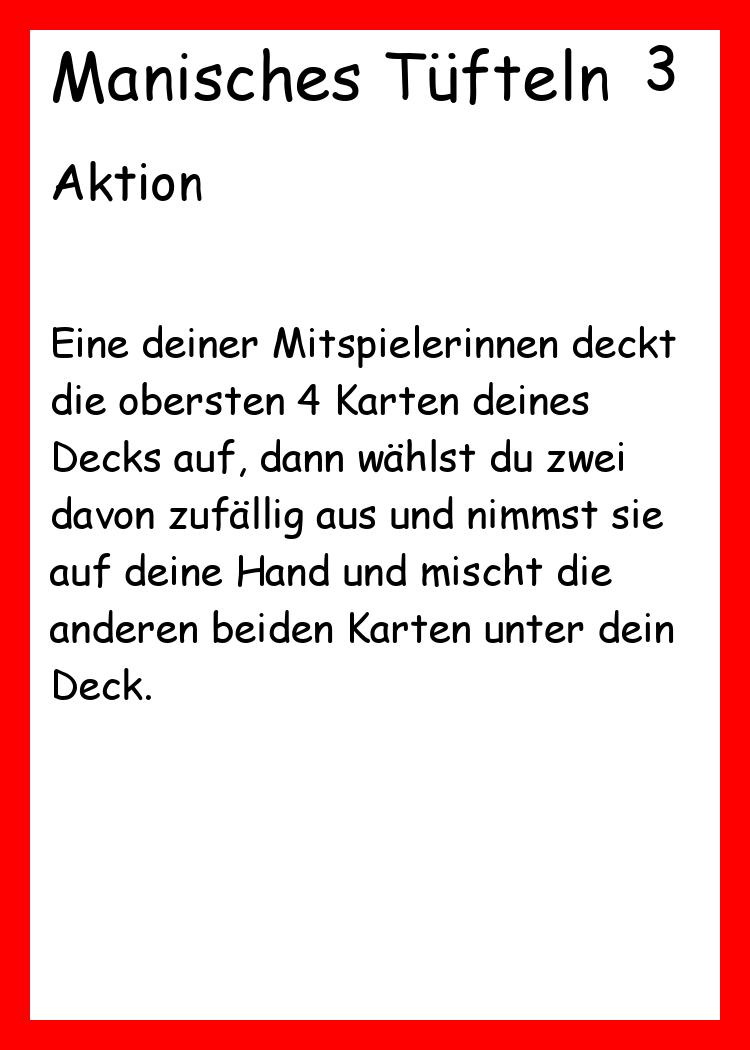 Manisches Tüfteln 3
Aktion
Eine deiner Mitspielerinnen deckt
die obersten 4 Karten deines
Decks auf, dann wählst du zwei
davon zufällig aus und nimmst sie
auf deine Hand und mischt die
anderen beiden Karten unter dein
Deck.